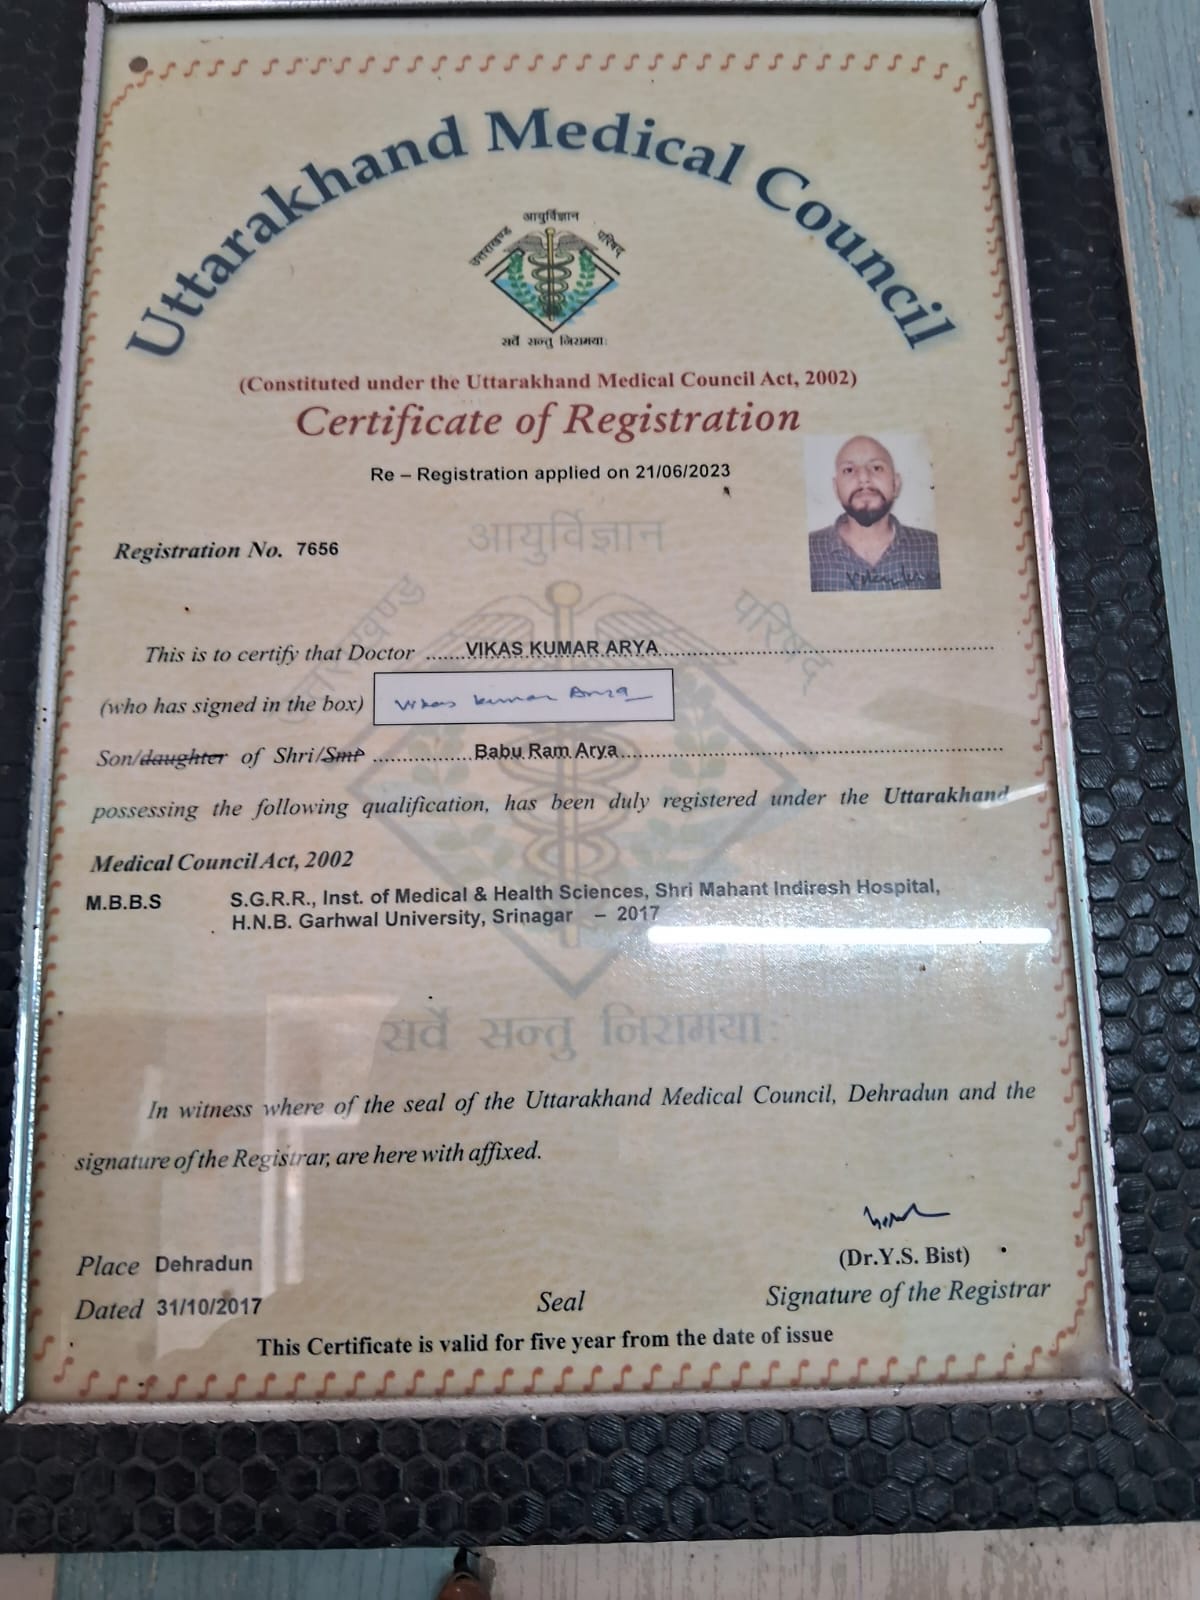 Uttarakhand Medical Council
उत्तराखण्ड आयुर्विज्ञान परिषद
सर्वे सन्तु निरामयाः
(Constituted under the Uttarakhand Medical Council Act, 2002)
Certificate of Registration
Re – Registration applied on 21/06/2023
Registration No. 7656
उत्तराखण्ड आयुर्विज्ञान परिषद
This is to certify that Doctor ......VIKAS KUMAR ARYA......
(who has signed in the box) Vikas Kumar Arya
Son/daughter of Shri/Smt ......Babu Ram Arya......
possessing the following qualification, has been duly registered under the Uttarakhand
Medical Council Act, 2002
M.B.B.S S.G.R.R., Inst. of Medical & Health Sciences, Shri Mahant Indiresh Hospital,
H.N.B. Garhwal University, Srinagar – 2017
सर्वे सन्तु निरामयाः
In witness where of the seal of the Uttarakhand Medical Council, Dehradun and the
signature of the Registrar, are here with affixed.
Place Dehradun
(Dr.Y.S. Bist)
Dated 31/10/2017 Seal Signature of the Registrar
This Certificate is valid for five year from the date of issue